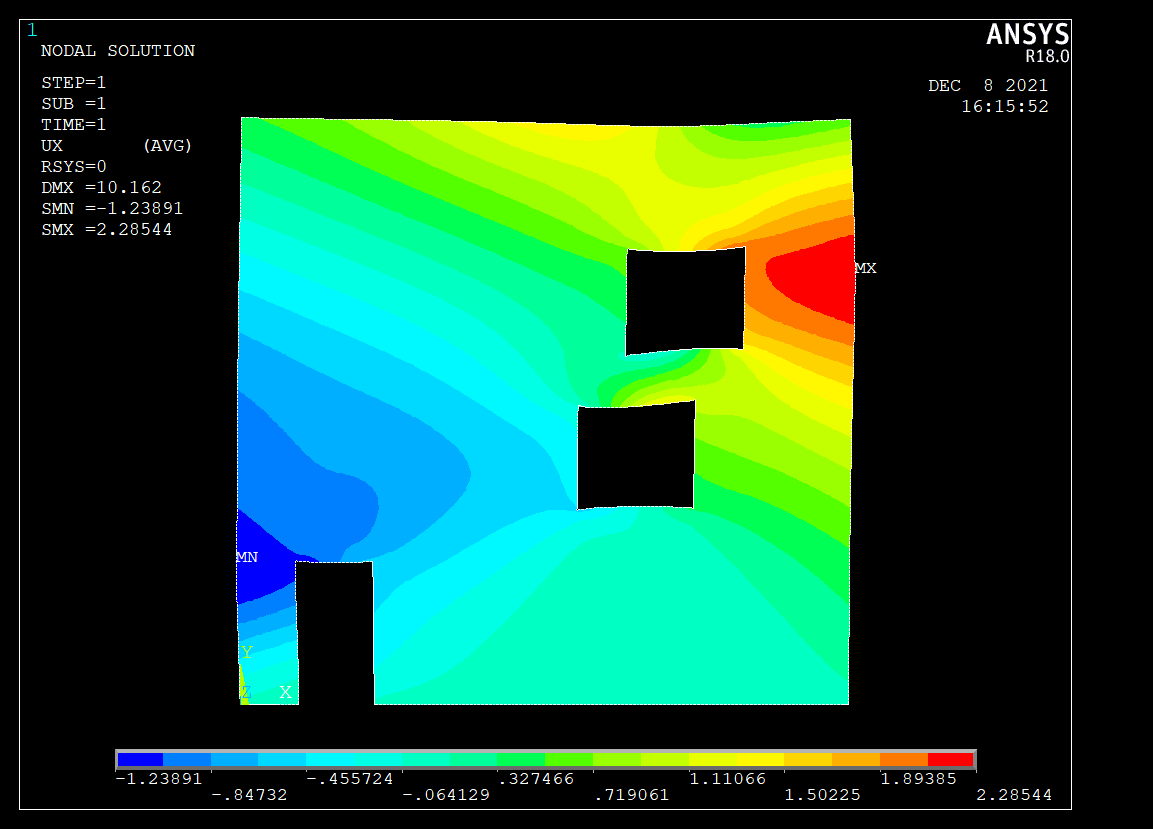 1
ANSYS
R18.0
NODAL SOLUTION
STEP=1
SUB =1
TIME=1
UX (AVG)
RSYS=0
DMX =10.162
SMN =-1.23891
SMX =2.28544
DEC 8 2021
16:15:52
MX
MN
Y
Z X
-1.23891 -.455724 .327466 1.11066 1.89385
-.84732 -.064129 .719061 1.50225 2.28544